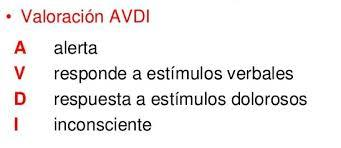 • Valoración AVDI
A alerta
V responde a estímulos verbales
D respuesta a estímulos dolorosos
I inconsciente